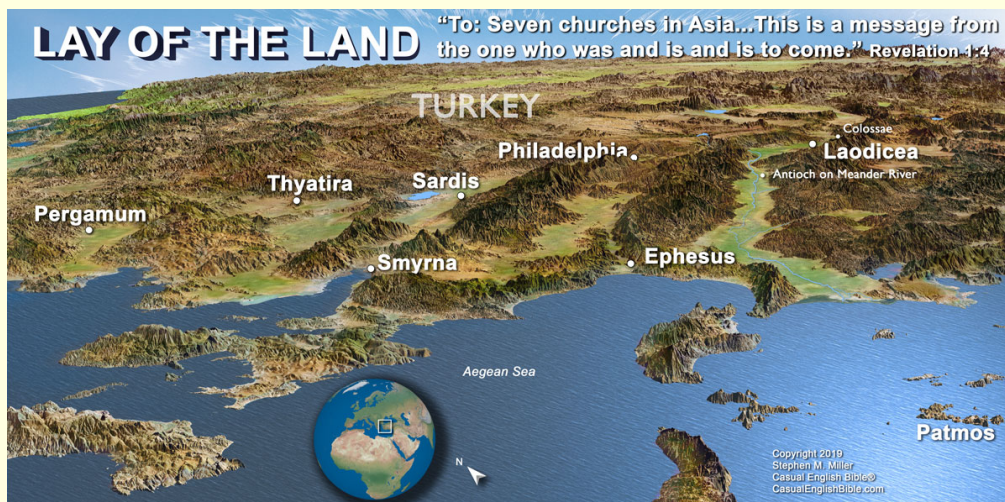 LAY OF THE LAND
“To: Seven churches in Asia...This is a message from
the one who was and is and is to come.” Revelation 1:4
TURKEY
Colossae
Laodicea
Philadelphia
Antioch on Meander River
Thyatira
Sardis
Pergamum
Smyrna
Ephesus
Aegean Sea
Patmos
N
Copyright 2019
Stephen M. Miller
Casual English Bible®
CasualEnglishBible.com